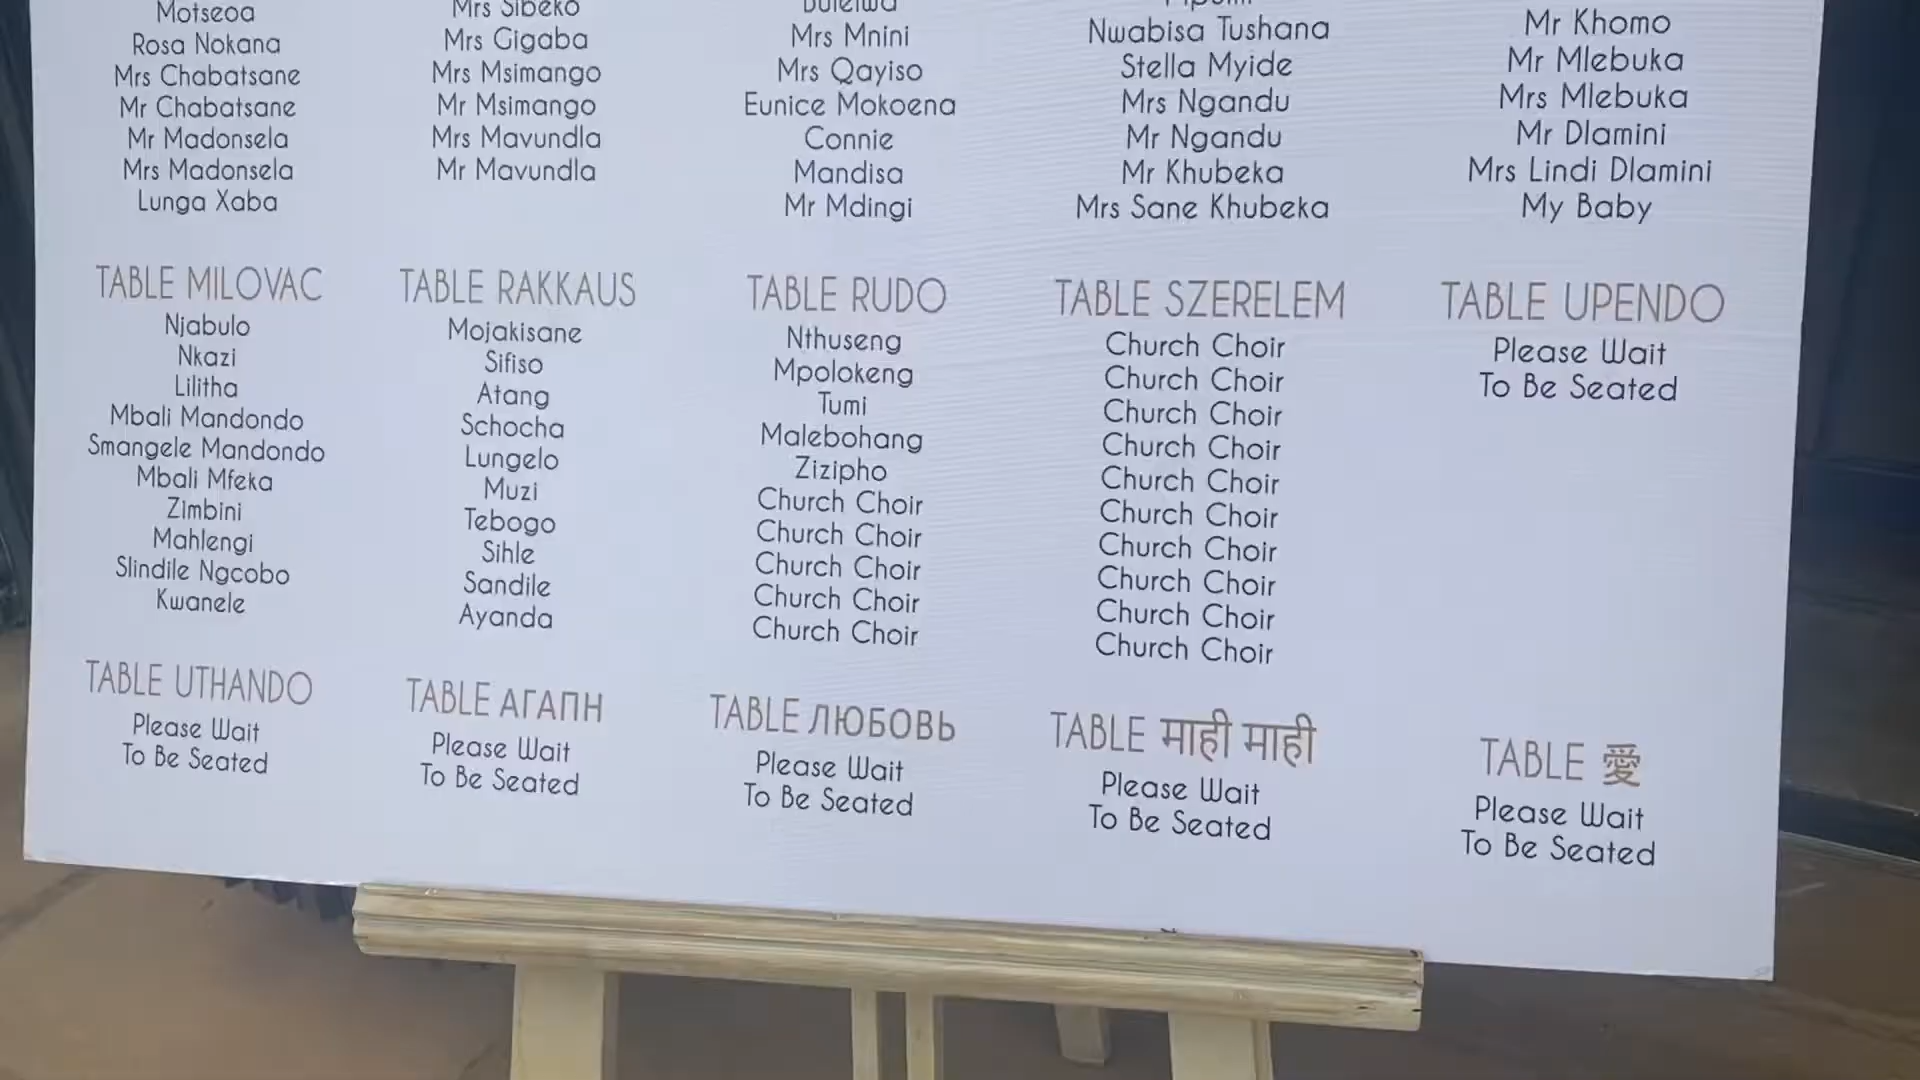 Motseoa
Rosa Nokana
Mrs Chabatsane
Mr Chabatsane
Mr Madonsela
Mrs Madonsela
Lunga Xaba
Mrs Sibeko
Mrs Gigaba
Mrs Msimango
Mr Msimango
Mrs Mavundla
Mr Mavundla
Mrs Mnini
Mrs Qayiso
Eunice Mokoena
Connie
Mandisa
Mr Mdingi
Nwabisa Tushana
Stella Myide
Mrs Ngandu
Mr Ngandu
Mr Khubeka
Mrs Sane Khubeka
Mr Khomo
Mr Mlebuka
Mrs Mlebuka
Mr Dlamini
Mrs Lindi Dlamini
My Baby
TABLE MILOVAC
Njabulo
Nkazi
Lilitha
Mbali Mandondo
Smangele Mandondo
Mbali Mfeka
Zimbini
Mahlengi
Slindile Ngcobo
Kwanele
TABLE RAKKAUS
Mojakisane
Sifiso
Atang
Schocha
Lungelo
Muzi
Tebogo
Sihle
Sandile
Ayanda
TABLE RUDO
Nthuseng
Mpolokeng
Tumi
Malebohang
Zizipho
Church Choir
Church Choir
Church Choir
Church Choir
Church Choir
TABLE SZERELEM
Church Choir
Church Choir
Church Choir
Church Choir
Church Choir
Church Choir
Church Choir
Church Choir
Church Choir
Church Choir
TABLE UPENDO
Please Wait
To Be Seated
TABLE UTHANDO
Please Wait
To Be Seated
TABLE ΑΓΑΠΗ
Please Wait
To Be Seated
TABLE ЛЮБОВЬ
Please Wait
To Be Seated
TABLE माही माही
Please Wait
To Be Seated
TABLE 愛
Please Wait
To Be Seated